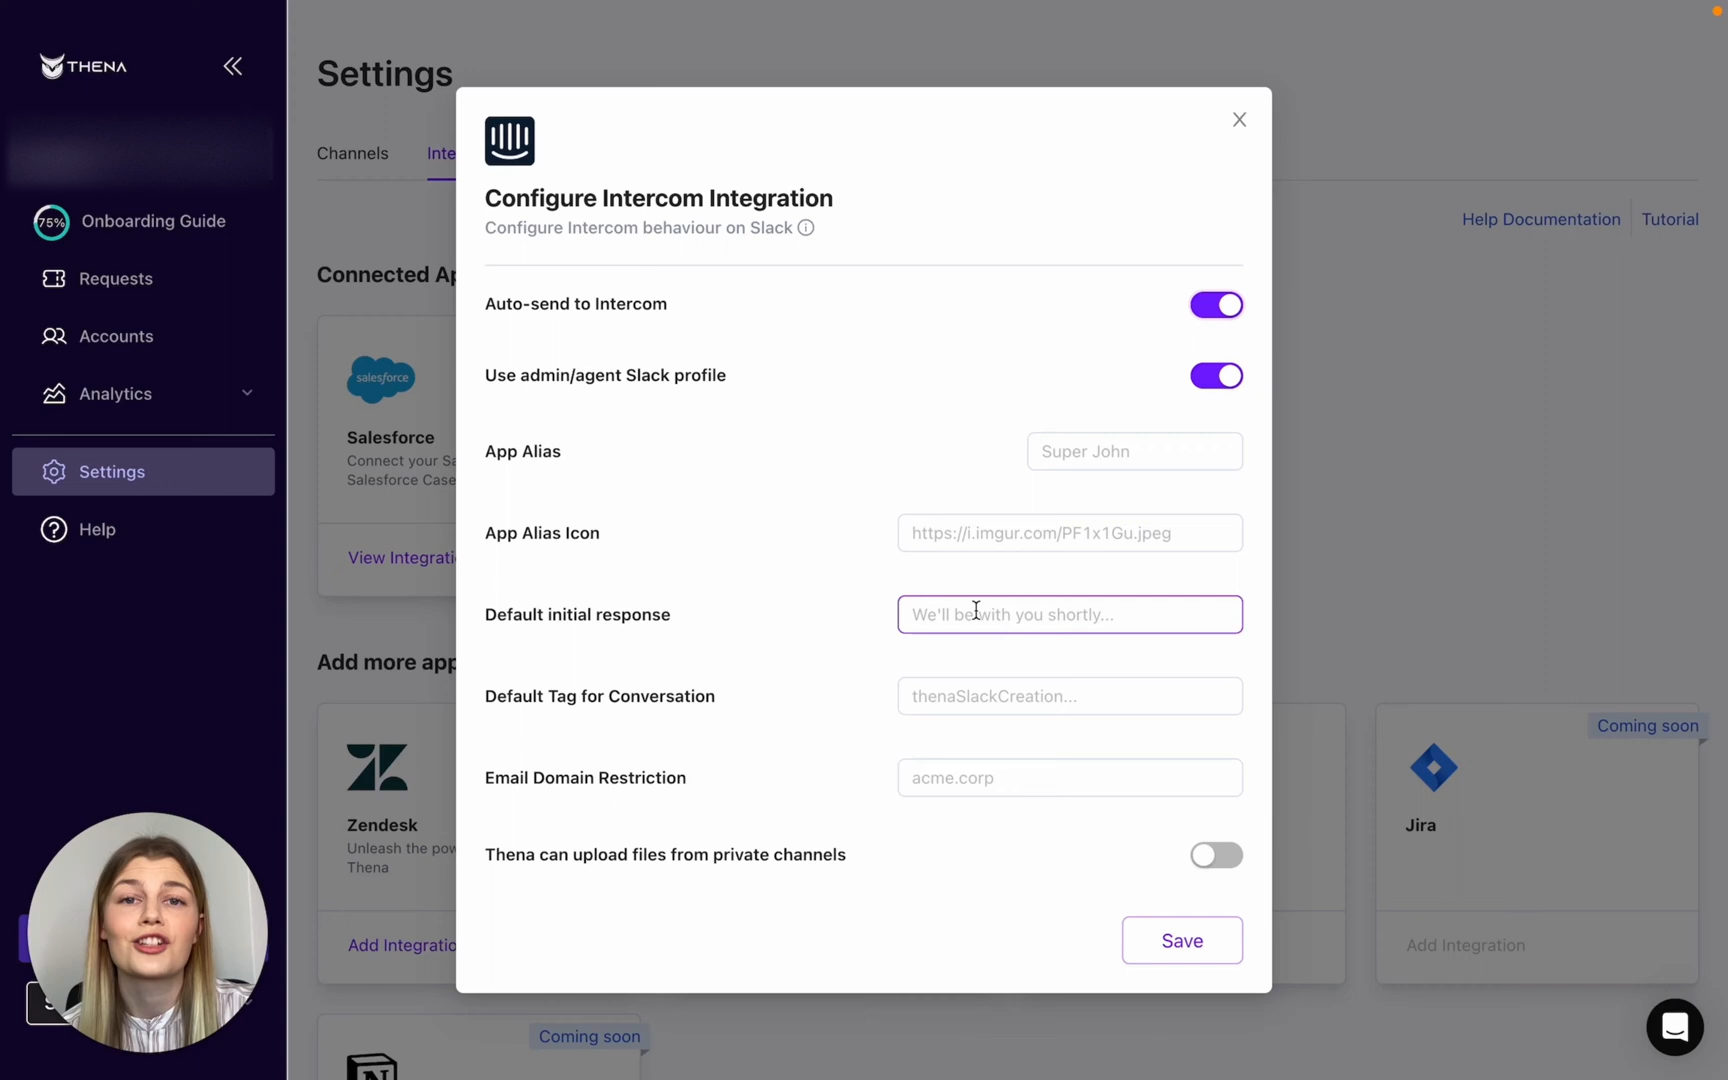 THENA
75%
Onboarding Guide
Requests
Accounts
Analytics
Settings
Help
Settings
Channels
Inte
Help Documentation
Tutorial
Connected Ap
salesforce
Salesforce
Connect your Sa
Salesforce Case
View Integrati
Add more app
Zendesk
Unleash the pow
Thena
Add Integratio
Coming soon
Jira
Add Integration
Coming soon
Configure Intercom Integration
Configure Intercom behaviour on Slack
Auto-send to Intercom
Use admin/agent Slack profile
App Alias
Super John
App Alias Icon
https://i.imgur.com/PF1x1Gu.jpeg
Default initial response
We'll be with you shortly...
Default Tag for Conversation
thenaSlackCreation...
Email Domain Restriction
acme.corp
Thena can upload files from private channels
Save